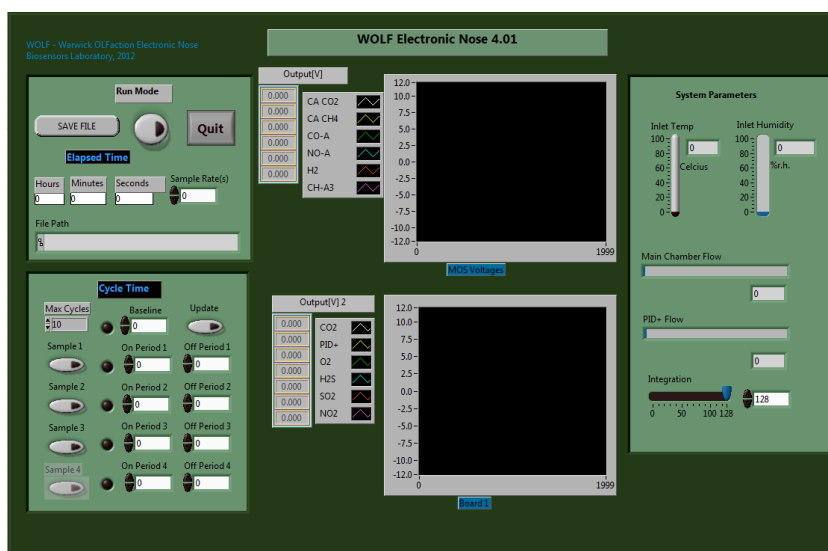 WOLF - Warwick OLFaction Electronic Nose
Biosensors Laboratory, 2012
WOLF Electronic Nose 4.01
Run Mode
SAVE FILE
Quit
Elapsed Time
Hours Minutes Seconds Sample Rate(s)
0 0 0 0
File Path
Cycle Time
Max Cycles Baseline Update
10 0
Sample 1 On Period 1 Off Period 1
0 0
Sample 2 On Period 2 Off Period 2
0 0
Sample 3 On Period 3 Off Period 3
0 0
Sample 4 On Period 4 Off Period 4
0 0
Output[V]
0.000
0.000 CA CO2
0.000 CA CH4
0.000 CO-A
0.000 NO-A
0.000 H2
CH-A3
12.0
10.0
7.5
5.0
2.5
0.0
-2.5
-5.0
-7.5
-10.0
-12.0
0 1999
MOS Voltages
Output[V] 2
0.000 CO2
0.000 PID+
0.000 O2
0.000 H2S
0.000 SO2
0.000 NO2
12.0
10.0
7.5
5.0
2.5
0.0
-2.5
-5.0
-7.5
-10.0
-12.0
0 1999
Board 1
System Parameters
Inlet Temp Inlet Humidity
100 0 100 0
80 Celcius 80 %r.h.
60 60
40 40
20 20
0 0
Main Chamber Flow
0
PID+ Flow
0
Integration
128
0 50 100 128